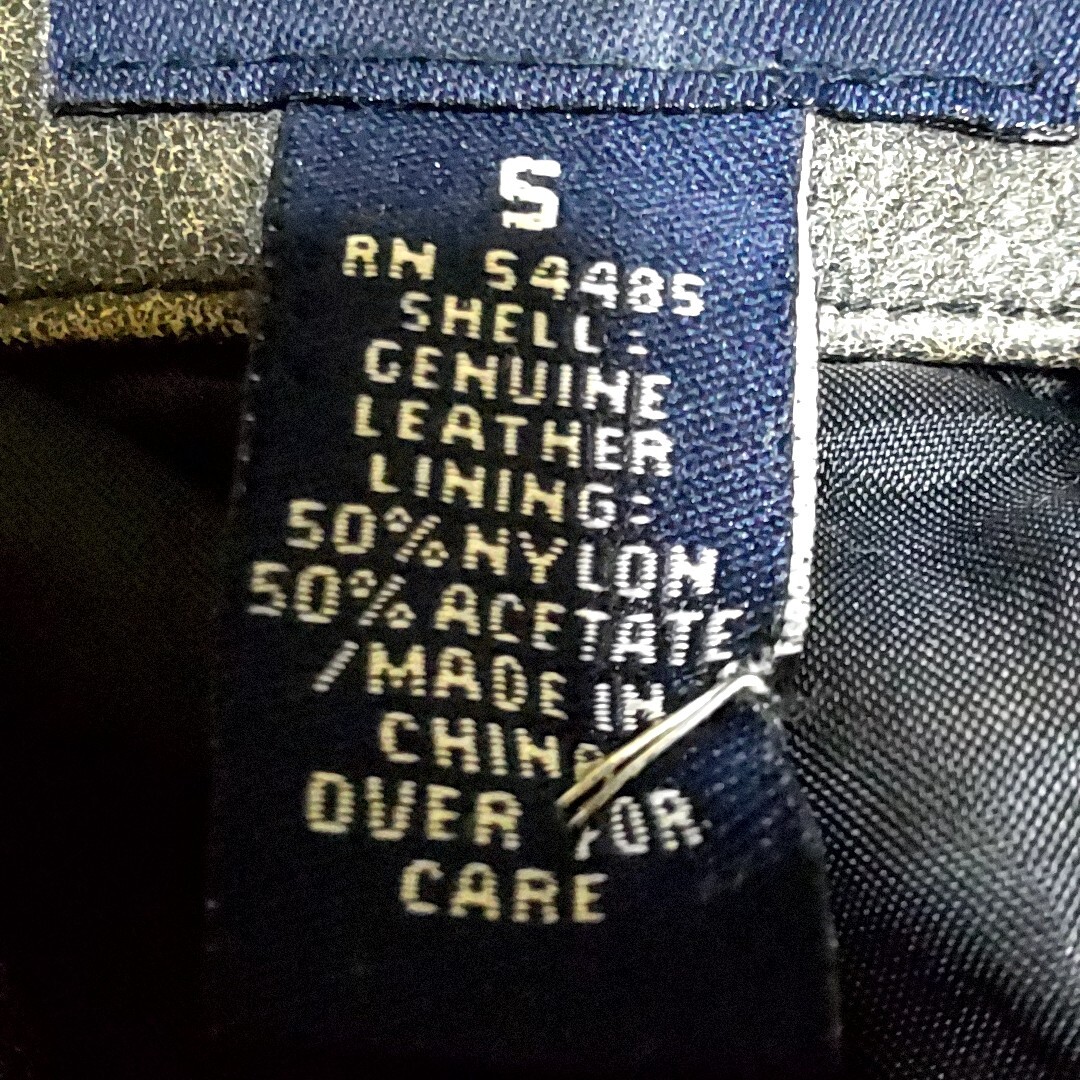 S
RN 54485
SHELL:
GENUINE
LEATHER
LINING:
50%NYLON
50%ACETATE
/MADE IN
CHINA
OVER FOR
CARE